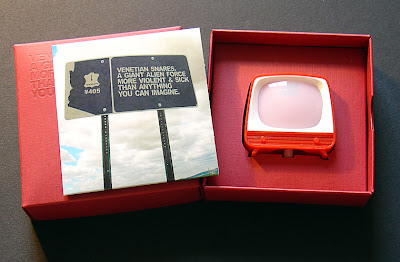 #405
VENETIAN SNARES,
A GIANT ALIEN FORCE
MORE VIOLENT & SICK
THAN ANYTHING
YOU CAN IMAGINE.